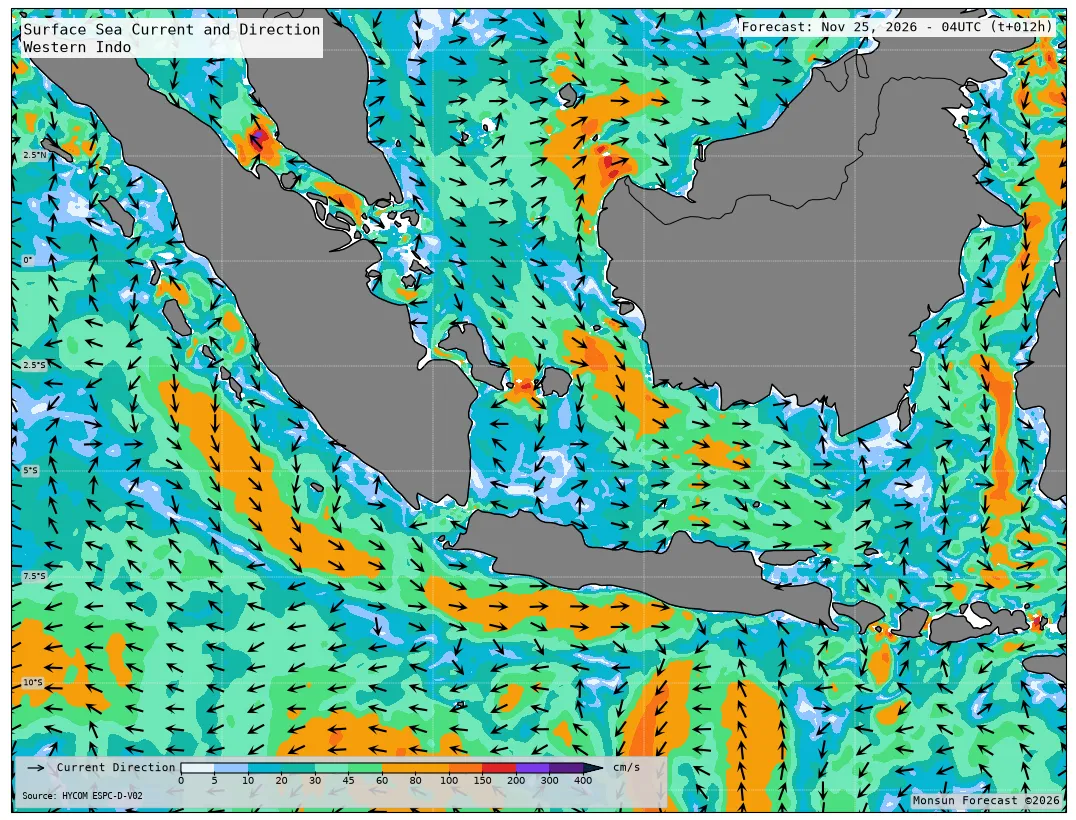 Surface Sea Current and Direction
Western Indo
Forecast: Nov 25, 2026 - 04UTC (t+012h)
2.5°N
0°
2.5°S
5°S
7.5°S
10°S
Current Direction
0 5 10 20 30 45 60 80 100 150 200 300 400 cm/s
Source: HYCOM ESPC-D-V02
Monsun Forecast ©2026